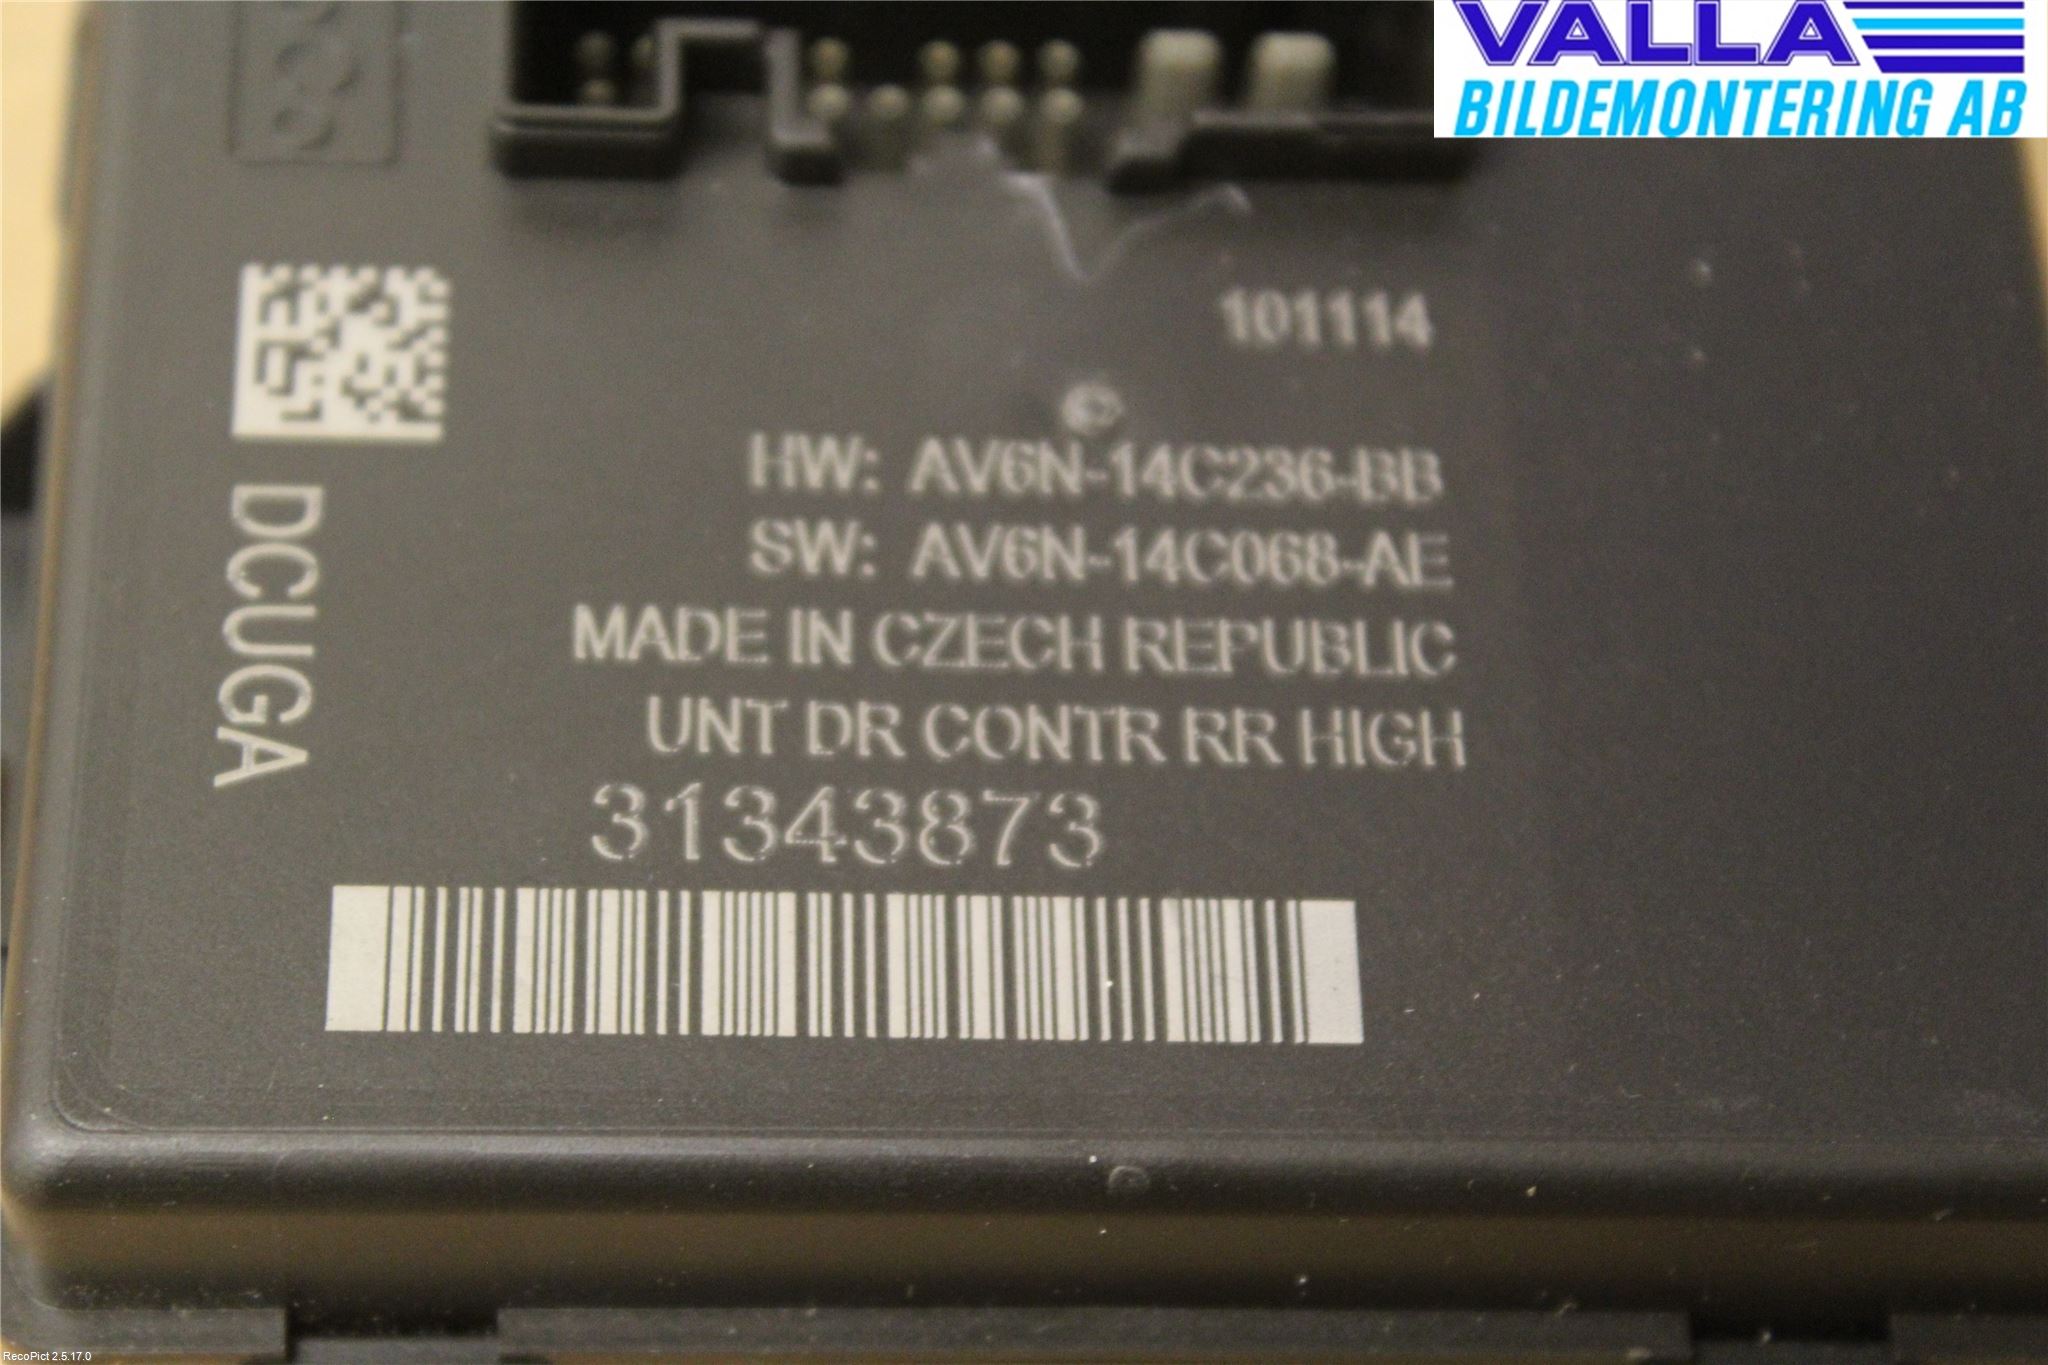 VALLA
BILDEMONTERING AB
101114
©
HW: AV6N-14C236-BB
SW: AV6N-14C068-AE
MADE IN CZECH REPUBLIC
UNT DR CONTR RR HIGH
31343873
DCUGA
RecoPict 2.5.17.0